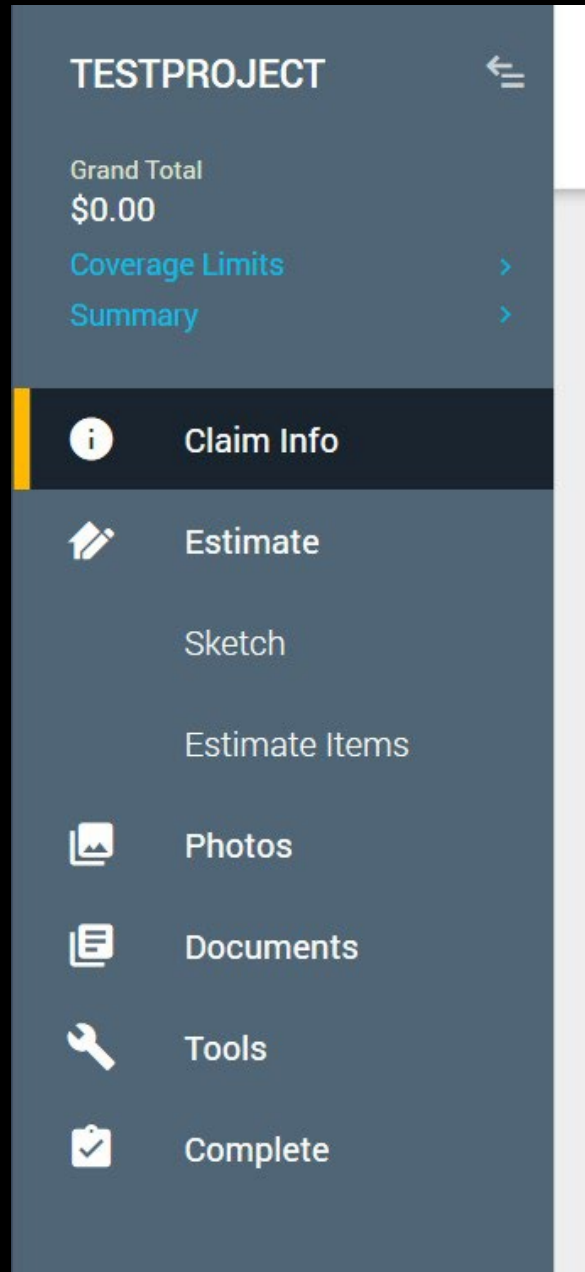 TESTPROJECT
Grand Total
$0.00
Coverage Limits
Summary
Claim Info
Estimate
Sketch
Estimate Items
Photos
Documents
Tools
Complete